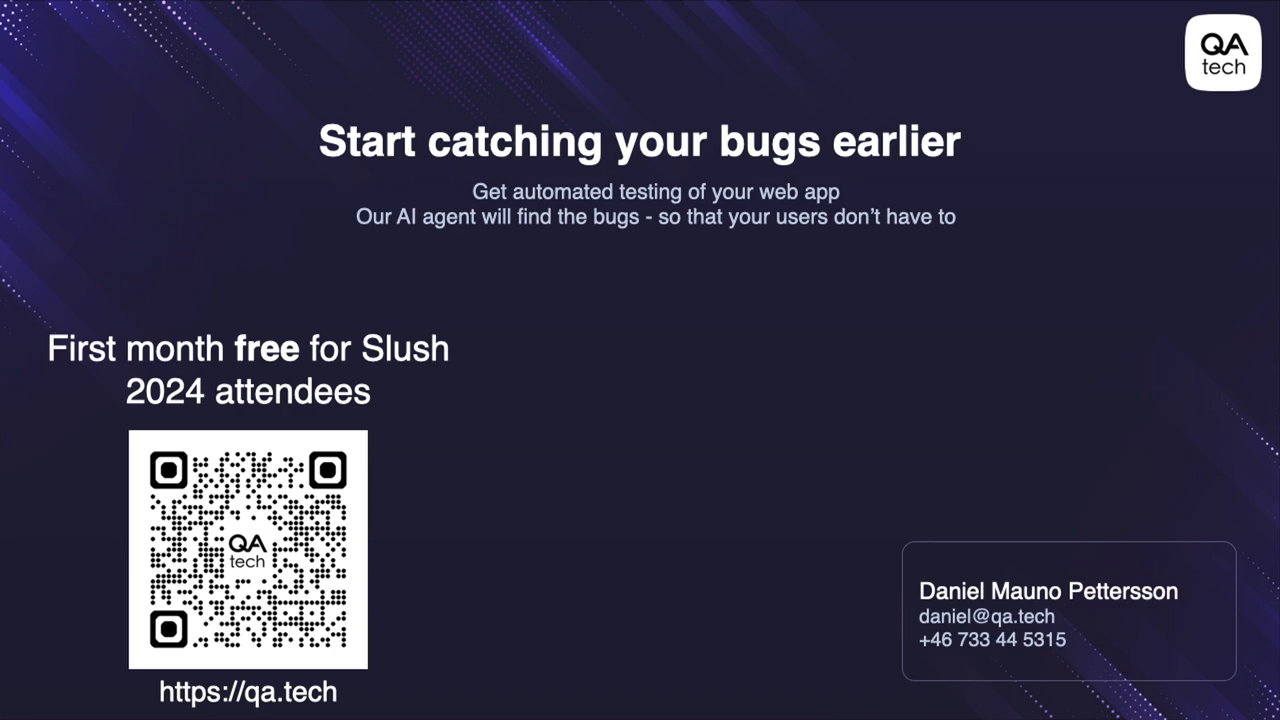 QA
tech
Start catching your bugs earlier
Get automated testing of your web app
Our AI agent will find the bugs - so that your users don’t have to
First month free for Slush
2024 attendees
QA
tech
https://qa.tech
Daniel Mauno Pettersson
daniel@qa.tech
+46 733 44 5315